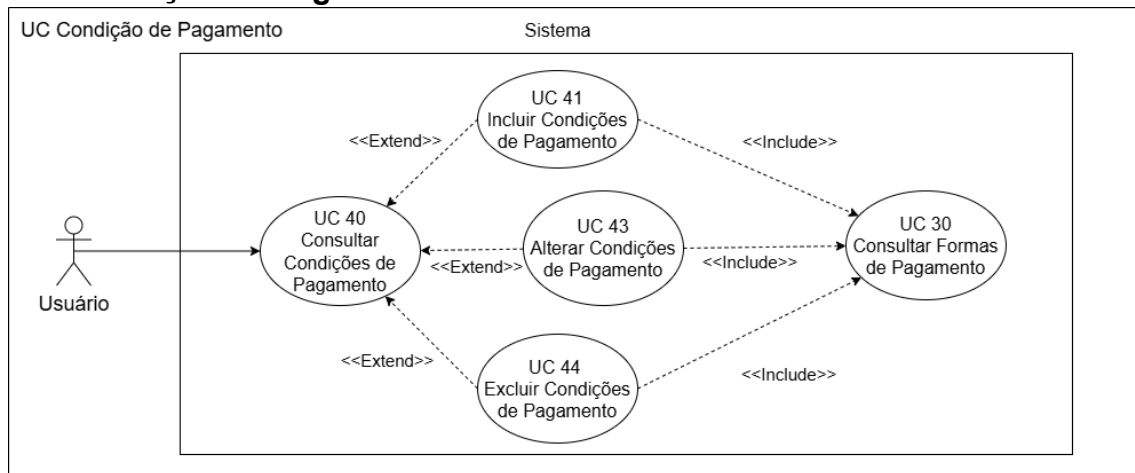 UC Condição de Pagamento
Sistema
UC 41
Incluir Condições
de Pagamento
<<Extend>>
<<Include>>
UC 40
Consultar
Condições de
Pagamento
UC 43
Alterar Condições
de Pagamento
UC 30
Consultar Formas
de Pagamento
<<Extend>>
<<Include>>
Usuário
<<Extend>>
UC 44
Excluir Condições
de Pagamento
<<Include>>